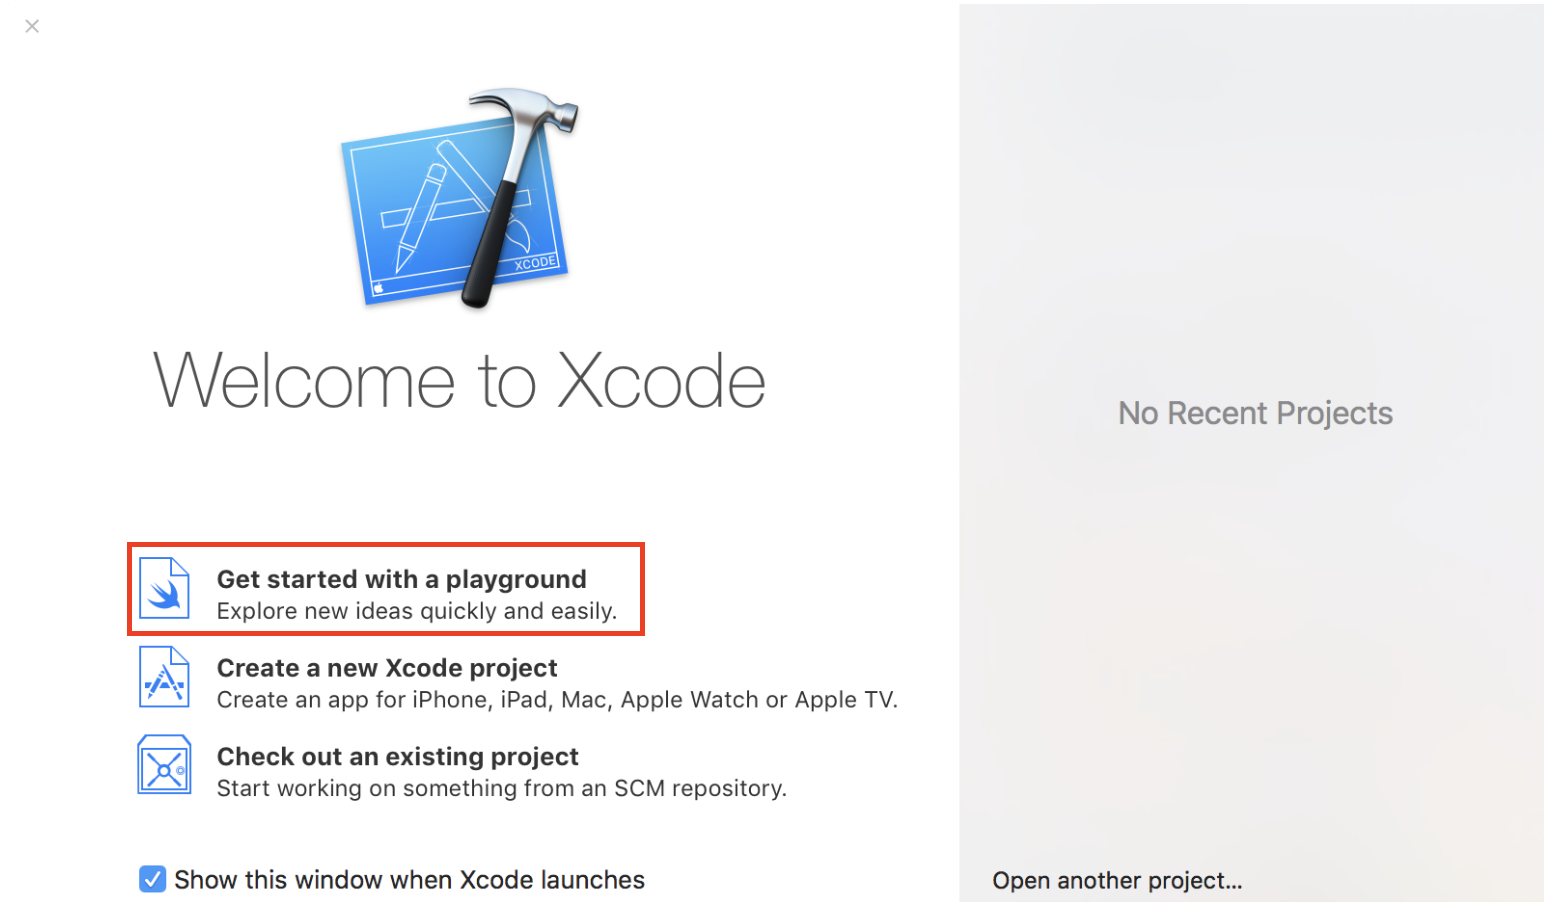 XCODE
Welcome to Xcode
No Recent Projects
Get started with a playground
Explore new ideas quickly and easily.
Create a new Xcode project
Create an app for iPhone, iPad, Mac, Apple Watch or Apple TV.
Check out an existing project
Start working on something from an SCM repository.
Show this window when Xcode launches
Open another project...